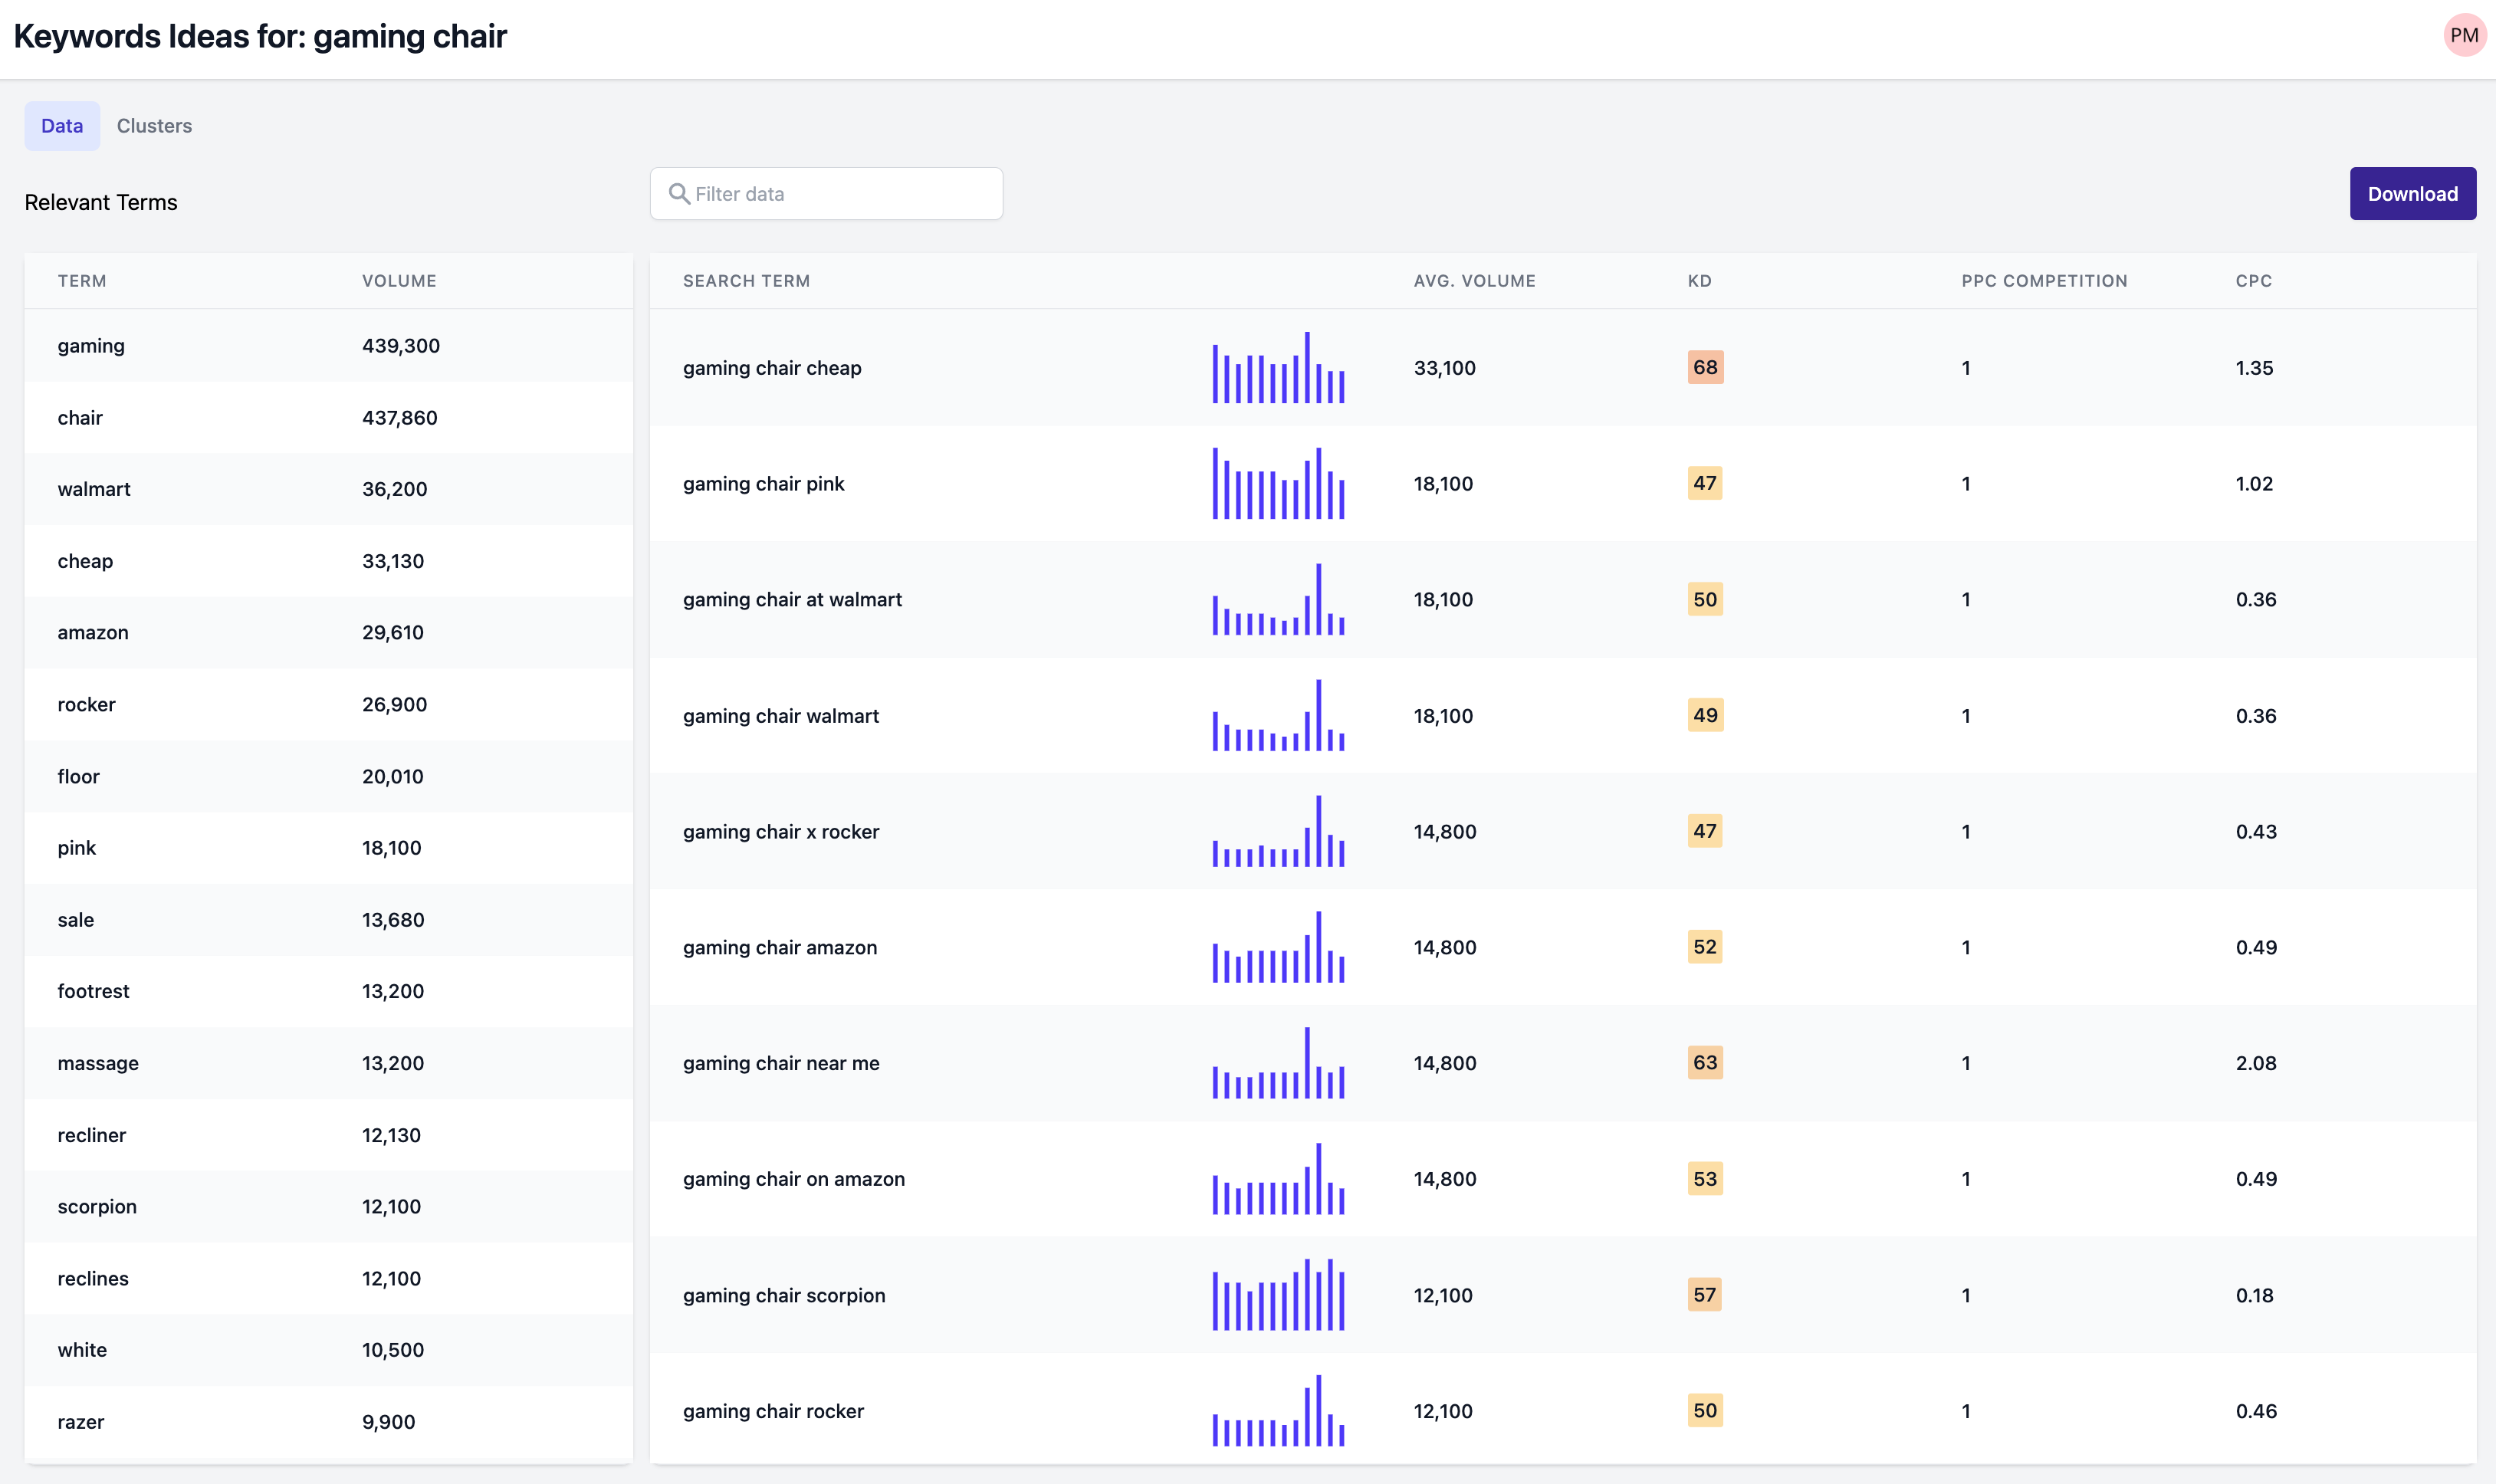 Keywords Ideas for: gaming chair
PM
Data Clusters
Relevant Terms
Filter data
Download
TERM VOLUME
gaming 439,300
chair 437,860
walmart 36,200
cheap 33,130
amazon 29,610
rocker 26,900
floor 20,010
pink 18,100
sale 13,680
footrest 13,200
massage 13,200
recliner 12,130
scorpion 12,100
reclines 12,100
white 10,500
razer 9,900
SEARCH TERM AVG. VOLUME KD PPC COMPETITION CPC
gaming chair cheap 33,100 68 1 1.35
gaming chair pink 18,100 47 1 1.02
gaming chair at walmart 18,100 50 1 0.36
gaming chair walmart 18,100 49 1 0.36
gaming chair x rocker 14,800 47 1 0.43
gaming chair amazon 14,800 52 1 0.49
gaming chair near me 14,800 63 1 2.08
gaming chair on amazon 14,800 53 1 0.49
gaming chair scorpion 12,100 57 1 0.18
gaming chair rocker 12,100 50 1 0.46